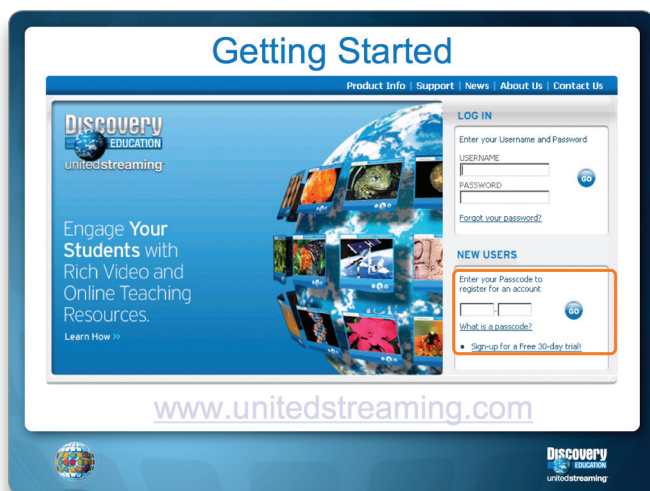 Getting Started
Product Info | Support | News | About Us | Contact Us
Discovery
EDUCATION
unitedstreaming
Engage Your
Students with
Rich Video and
Online Teaching
Resources.
Learn How >>
LOG IN
Enter your Username and Password
USERNAME
PASSWORD
GO
Forgot your password?
NEW USERS
Enter your Passcode to
register for an account
-
GO
What is a passcode?
• Sign-up for a Free 30-day trial!
www.unitedstreaming.com
Discovery
EDUCATION
unitedstreaming